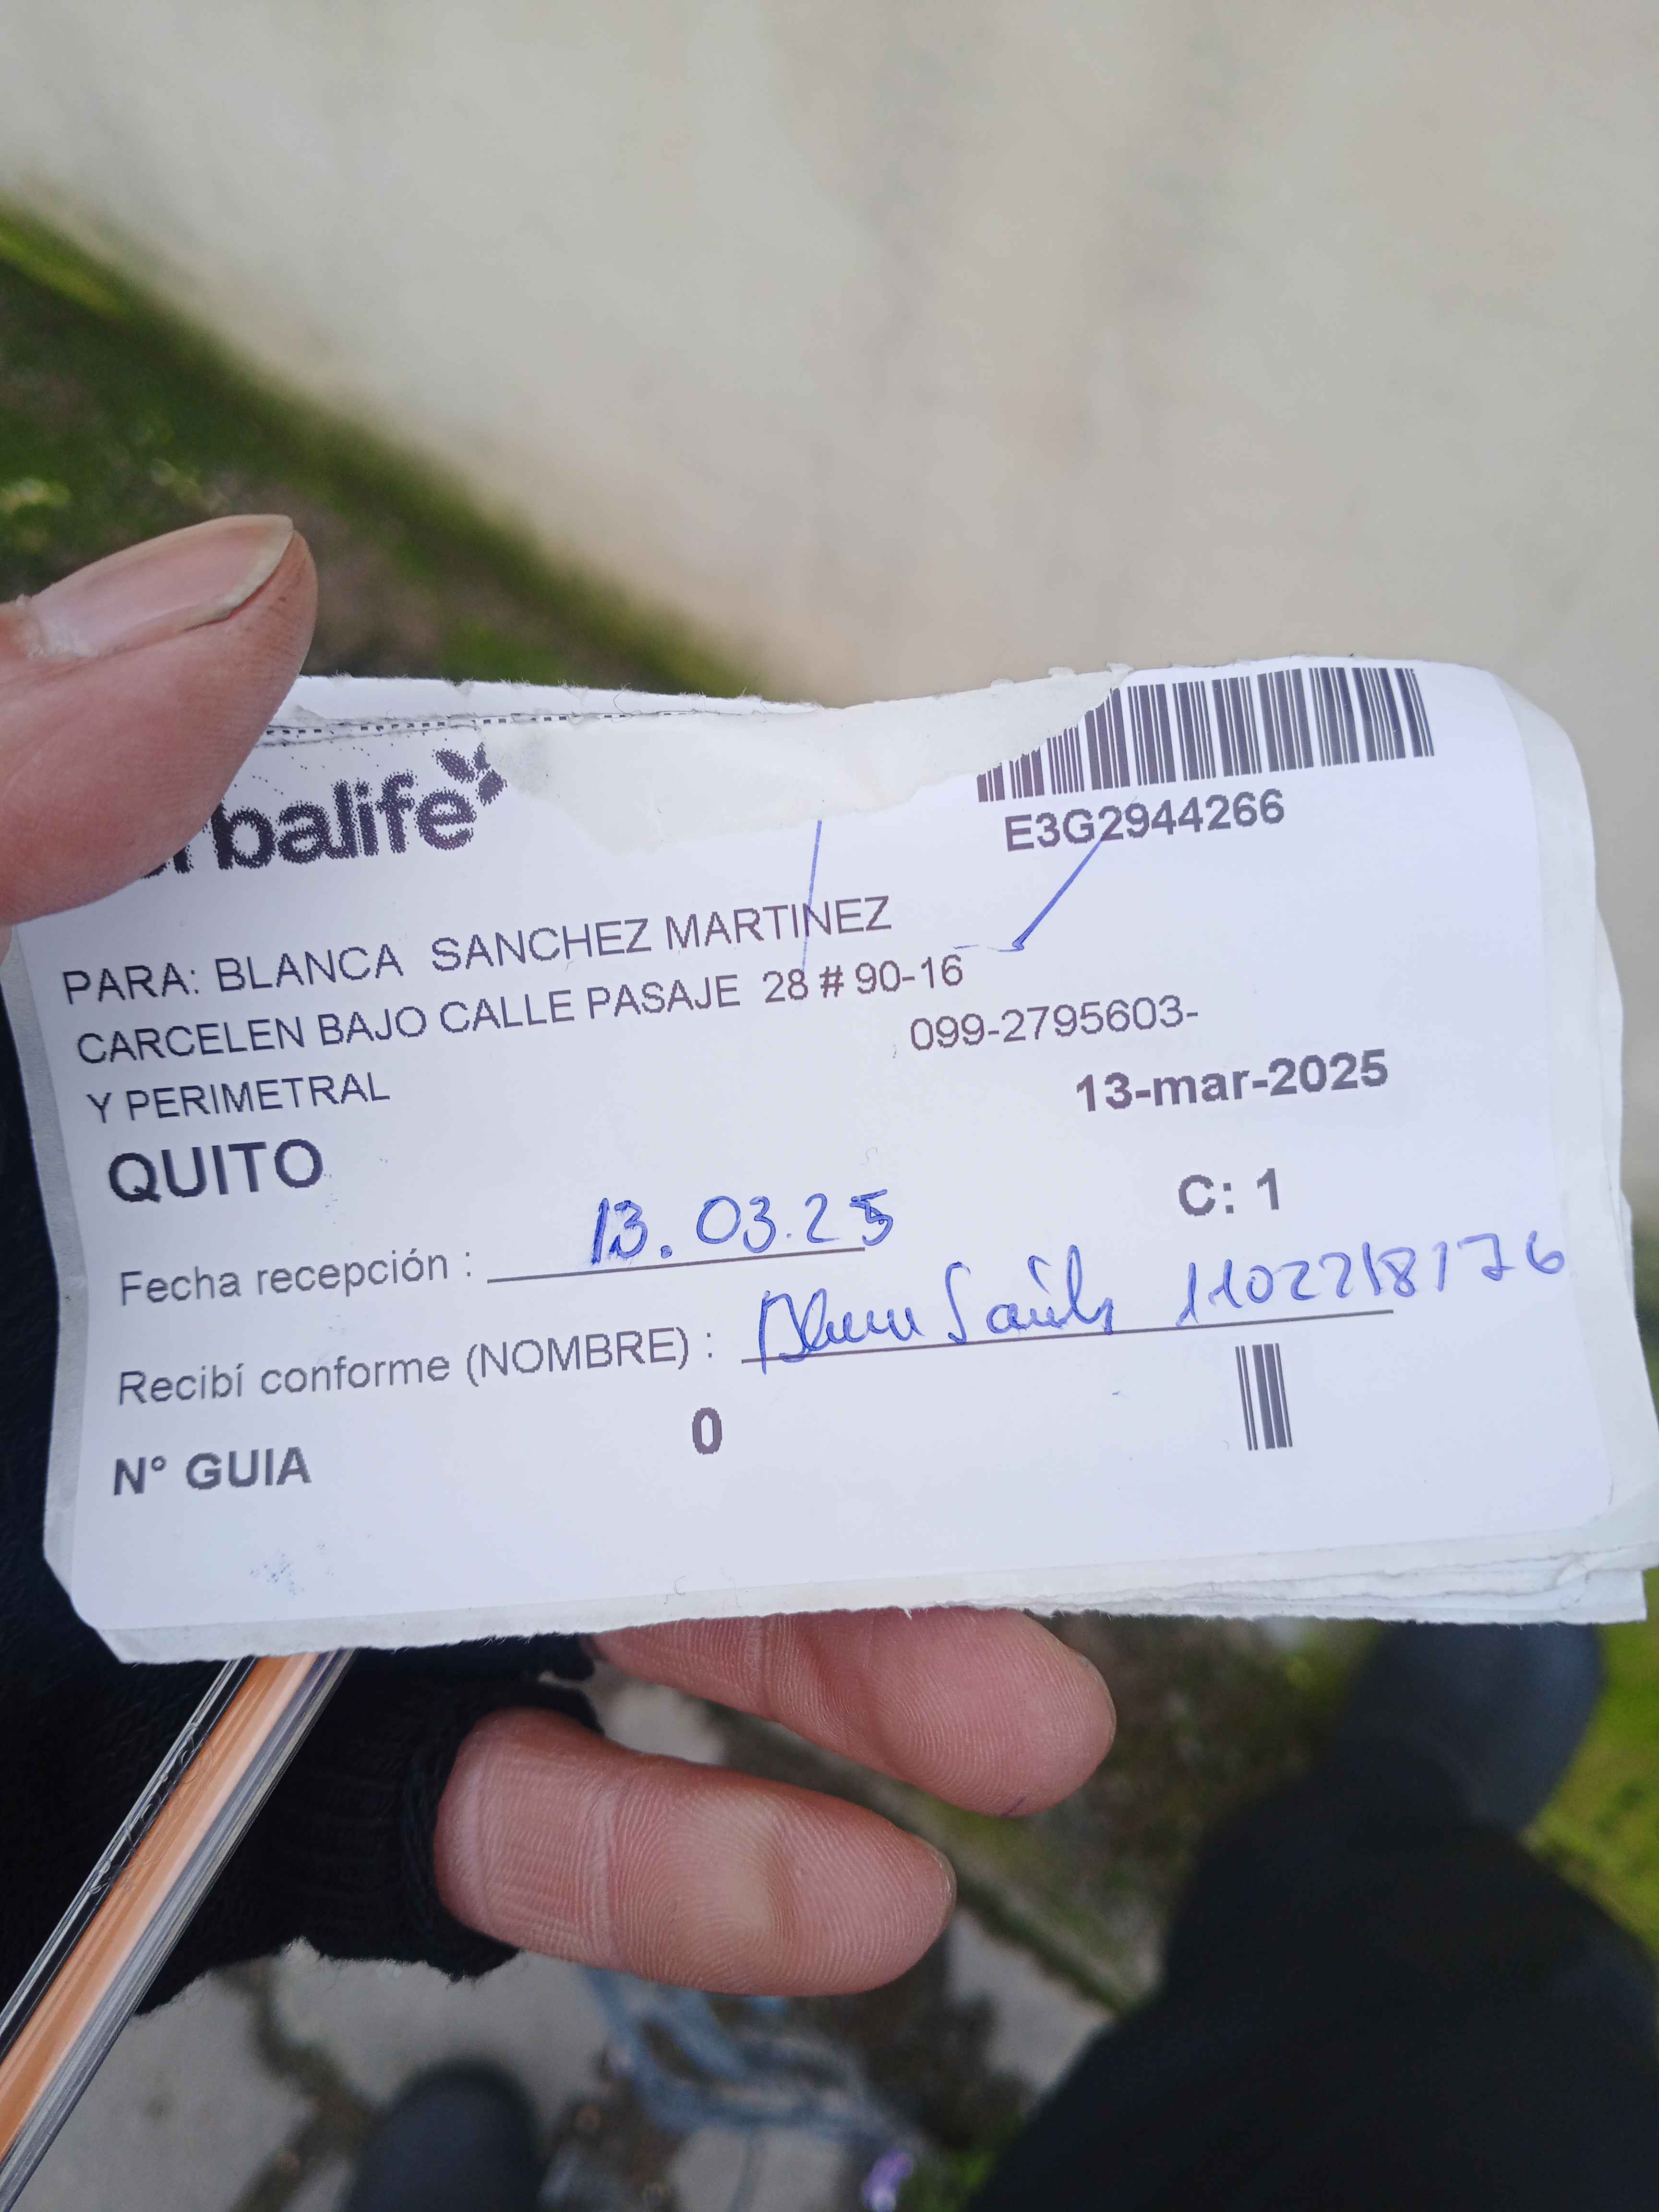 rbalife
E3G2944266
PARA: BLANCA SANCHEZ MARTINEZ
CARCELEN BAJO CALLE PASAJE 28 # 90-16
099-2795603-
Y PERIMETRAL
13-mar-2025
QUITO
C: 1
Fecha recepción : 13.03.25
Recibí conforme (NOMBRE) : 1102218176
N° GUIA 0